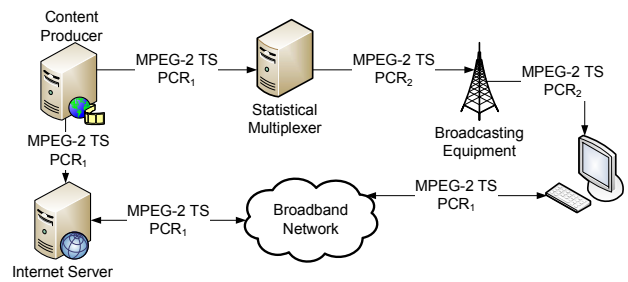 Content
Producer
MPEG-2 TS
PCR₁
Statistical
Multiplexer
MPEG-2 TS
PCR₂
Broadcasting
Equipment
MPEG-2 TS
PCR₂
MPEG-2 TS
PCR₁
Internet Server
MPEG-2 TS
PCR₁
Broadband
Network
MPEG-2 TS
PCR₁